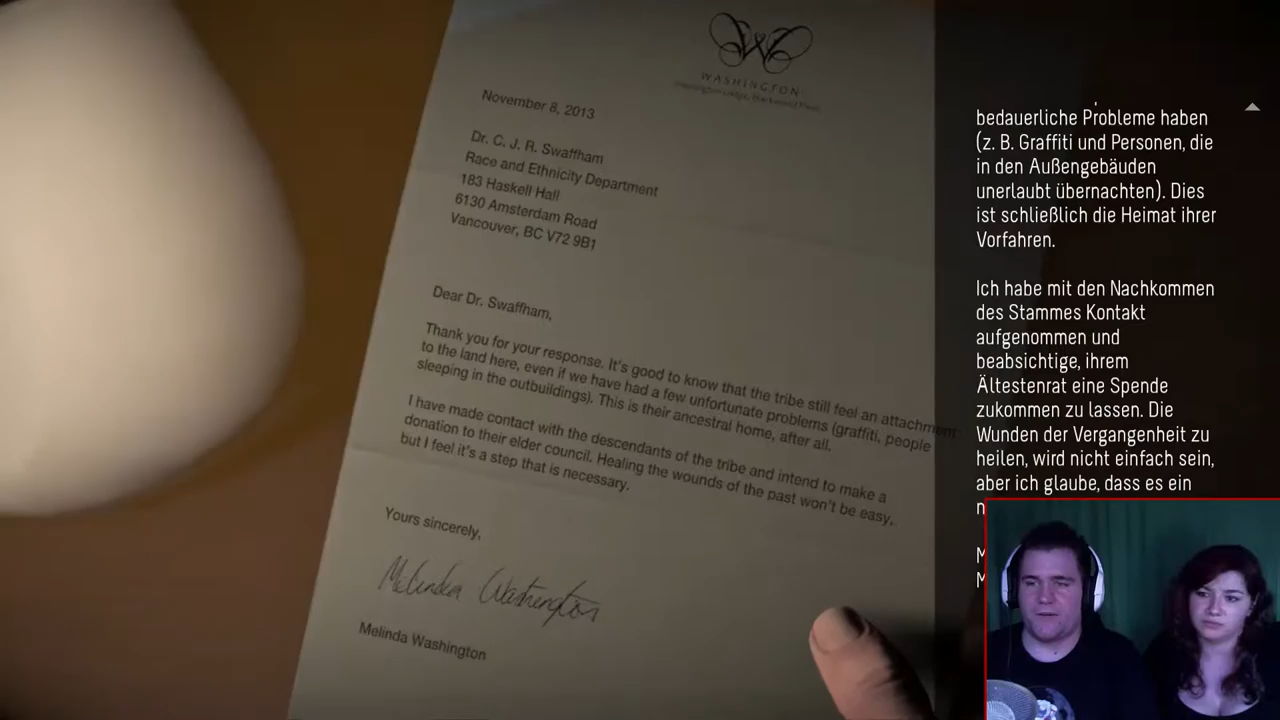 WASHINGTON
November 8, 2013
Dr. C. J. R. Swaffham
Race and Ethnicity Department
183 Haskell Hall
6130 Amsterdam Road
Vancouver, BC V72 9B1
Dear Dr. Swaffham,
Thank you for your response. It's good to know that the tribe still feel an attachment
to the land here, even if we have had a few unfortunate problems (graffiti, people
sleeping in the outbuildings). This is their ancestral home, after all.
I have made contact with the descendants of the tribe and intend to make a
donation to their elder council. Healing the wounds of the past won't be easy,
but I feel it's a step that is necessary.
Yours sincerely,
Melinda Washington
Melinda Washington
bedauerliche Probleme haben
(z. B. Graffiti und Personen, die
in den Außengebäuden
unerlaubt übernachten). Dies
ist schließlich die Heimat ihrer
Vorfahren.
Ich habe mit den Nachkommen
des Stammes Kontakt
aufgenommen und
beabsichtige, ihrem
Ältestenrat eine Spende
zukommen zu lassen. Die
Wunden der Vergangenheit zu
heilen, wird nicht einfach sein,
aber ich glaube, dass es ein